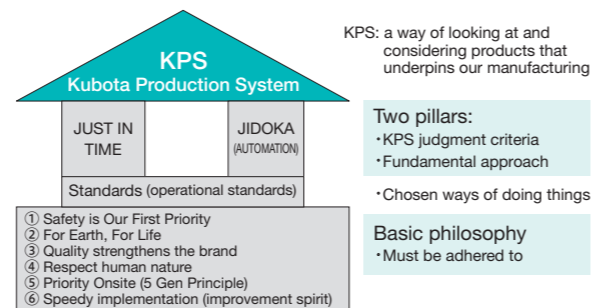 KPS
Kubota Production System
JUST IN
TIME
JIDOKA
(AUTOMATION)
Standards (operational standards)
① Safety is Our First Priority
② For Earth, For Life
③ Quality strengthens the brand
④ Respect human nature
⑤ Priority Onsite (5 Gen Principle)
⑥ Speedy implementation (improvement spirit)
KPS: a way of looking at and
considering products that
underpins our manufacturing
Two pillars:
・KPS judgment criteria
・Fundamental approach
・Chosen ways of doing things
Basic philosophy
・Must be adhered to